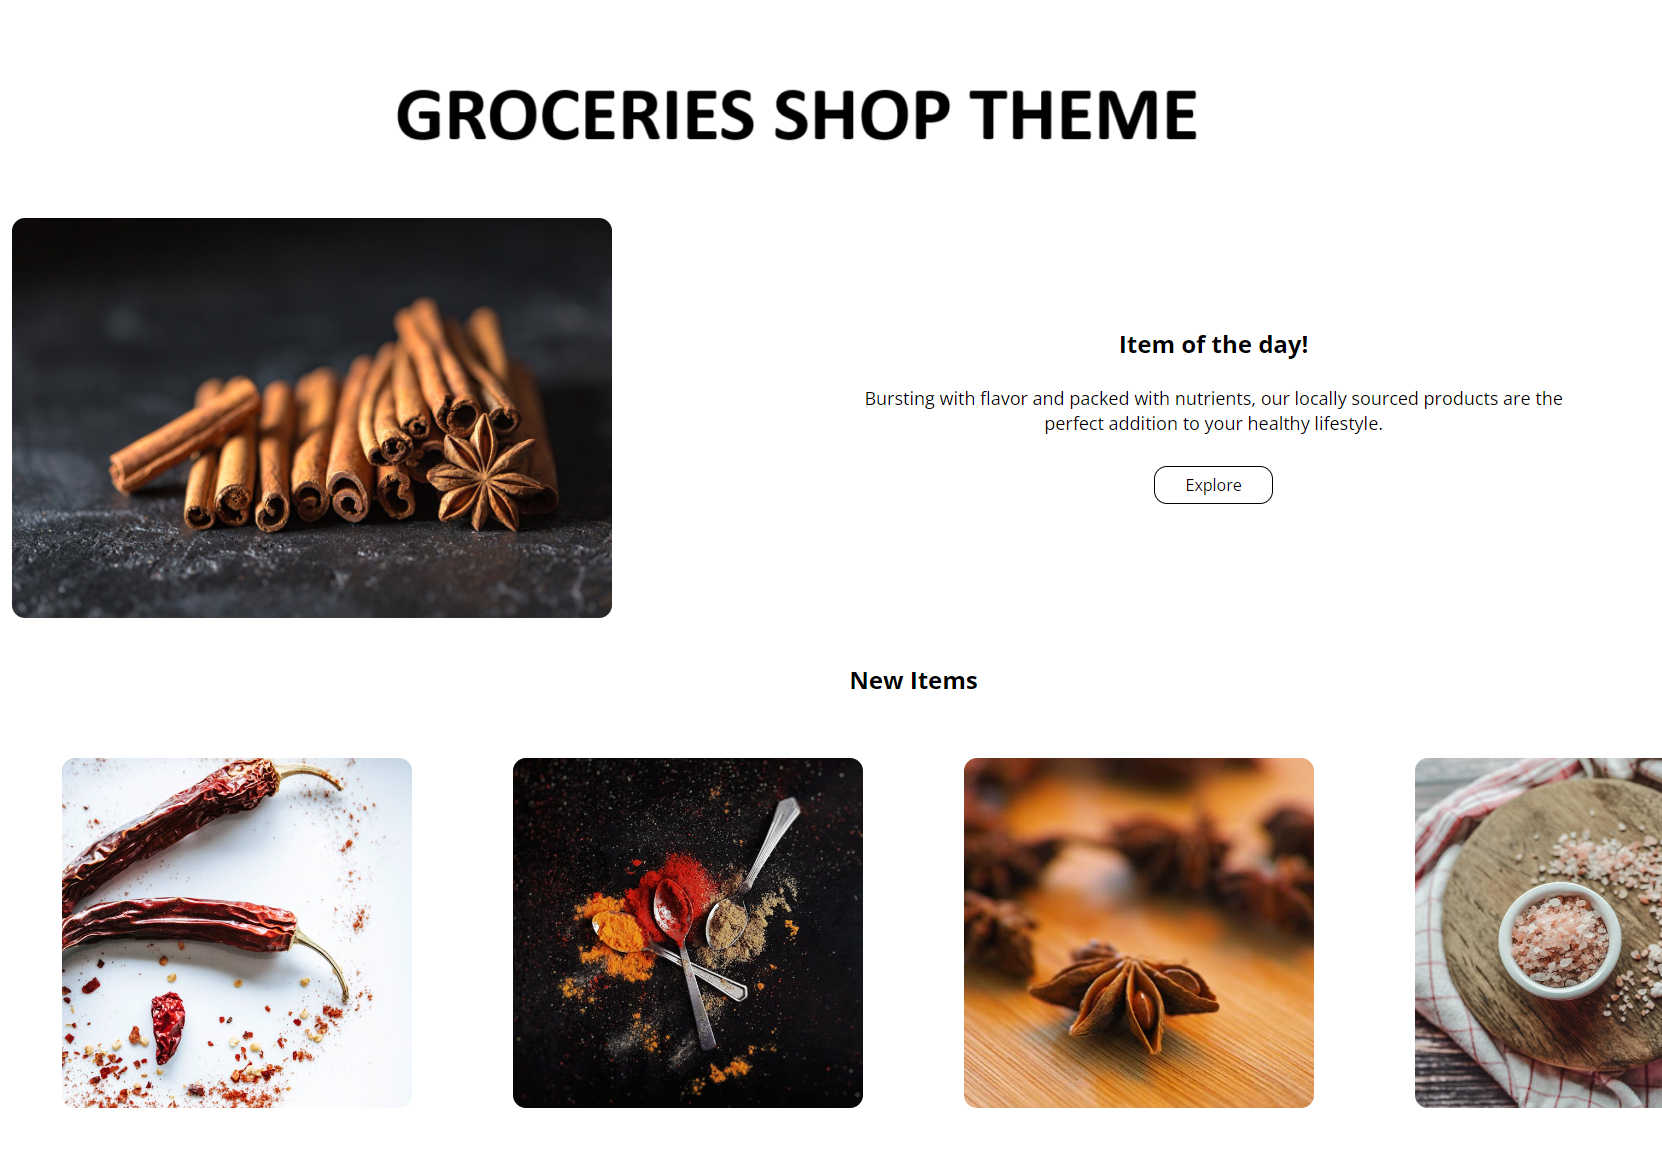 GROCERIES SHOP THEME
Item of the day!
Bursting with flavor and packed with nutrients, our locally sourced products are the
perfect addition to your healthy lifestyle.
Explore
New Items